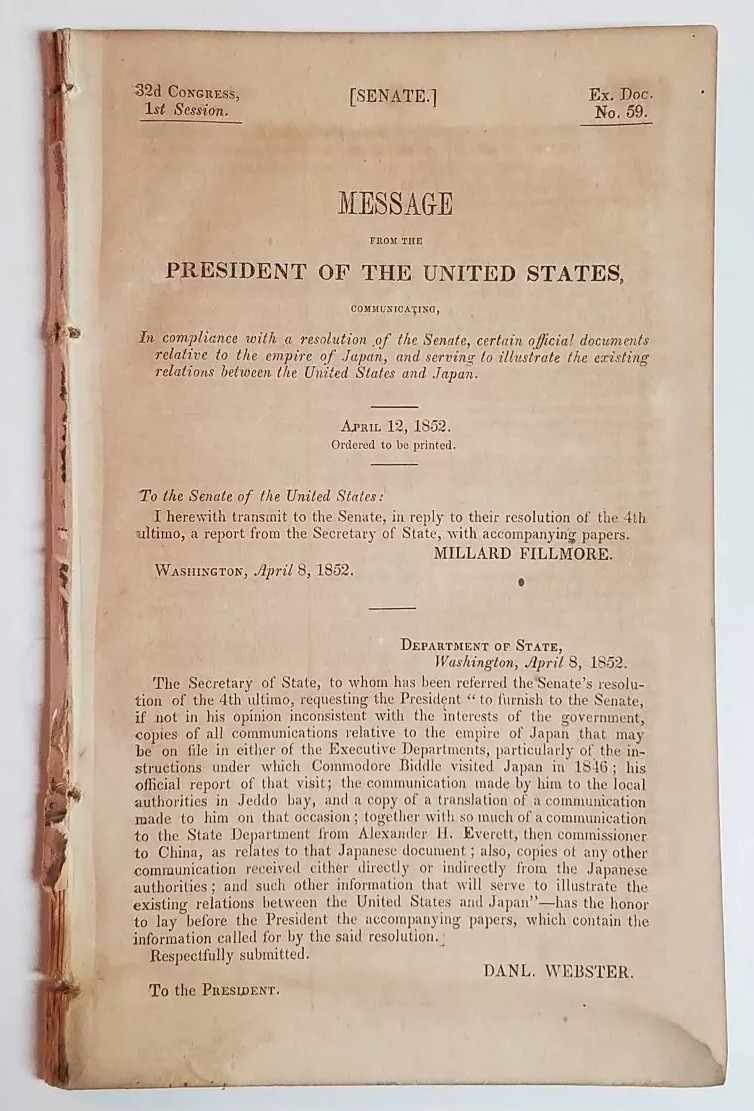 32d Congress,
1st Session.
[SENATE.]
Ex. Doc.
No. 59.
MESSAGE
FROM THE
PRESIDENT OF THE UNITED STATES,
COMMUNICATING,
In compliance with a resolution of the Senate, certain official documents
relative to the empire of Japan, and serving to illustrate the existing
relations between the United States and Japan.
April 12, 1852.
Ordered to be printed.
To the Senate of the United States:
I herewith transmit to the Senate, in reply to their resolution of the 4th
ultimo, a report from the Secretary of State, with accompanying papers.
MILLARD FILLMORE.
Washington, April 8, 1852.
Department of State,
Washington, April 8, 1852.
The Secretary of State, to whom has been referred the Senate's resolu-
tion of the 4th ultimo, requesting the President "to furnish to the Senate,
if not in his opinion inconsistent with the interests of the government,
copies of all communications relative to the empire of Japan that may
be on file in either of the Executive Departments, particularly of the in-
structions under which Commodore Biddle visited Japan in 1846; his
official report of that visit; the communication made by him to the local
authorities in Jeddo bay, and a copy of a translation of a communication
made to him on that occasion; together with so much of a communication
to the State Department from Alexander H. Everett, then commissioner
to China, as relates to that Japanese document; also, copies of any other
communication received either directly or indirectly from the Japanese
authorities; and such other information that will serve to illustrate the
existing relations between the United States and Japan"—has the honor
to lay before the President the accompanying papers, which contain the
information called for by the said resolution.
Respectfully submitted.
DANL. WEBSTER.
To the President.